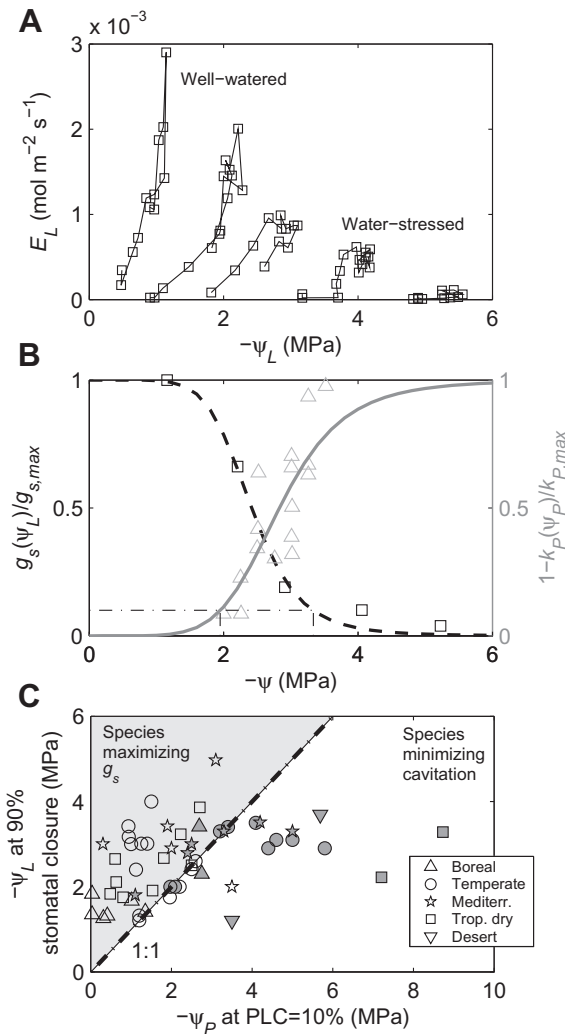 A
× 10⁻³
3
2
1
0
E_L (mol m⁻² s⁻¹)
Well−watered
Water−stressed
0 2 4 6
−ψ_L (MPa)
B
1
0.5
0
g_s(ψ_L)/g_s,max
1
0.5
0
1−k_P(ψ_P)/k_P,max
0 2 4 6
−ψ (MPa)
C
6
4
2
0
−ψ_L at 90%
stomatal closure (MPa)
Species
maximizing
g_s
Species
minimizing
cavitation
1:1
Boreal
Temperate
Mediterr.
Trop. dry
Desert
0 2 4 6 8 10
−ψ_P at PLC=10% (MPa)